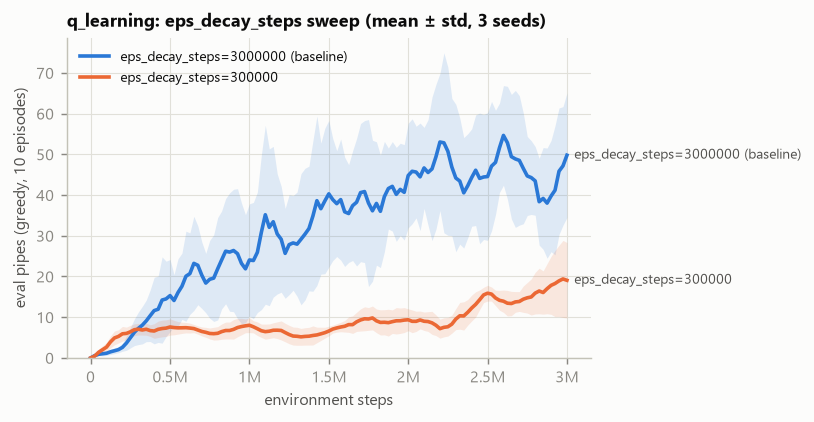 q_learning: eps_decay_steps sweep (mean ± std, 3 seeds)
eps_decay_steps=3000000 (baseline)
eps_decay_steps=300000
eval pipes (greedy, 10 episodes)
70
60
50
40
30
20
10
0
eps_decay_steps=3000000 (baseline)
eps_decay_steps=300000
0 0.5M 1M 1.5M 2M 2.5M 3M
environment steps